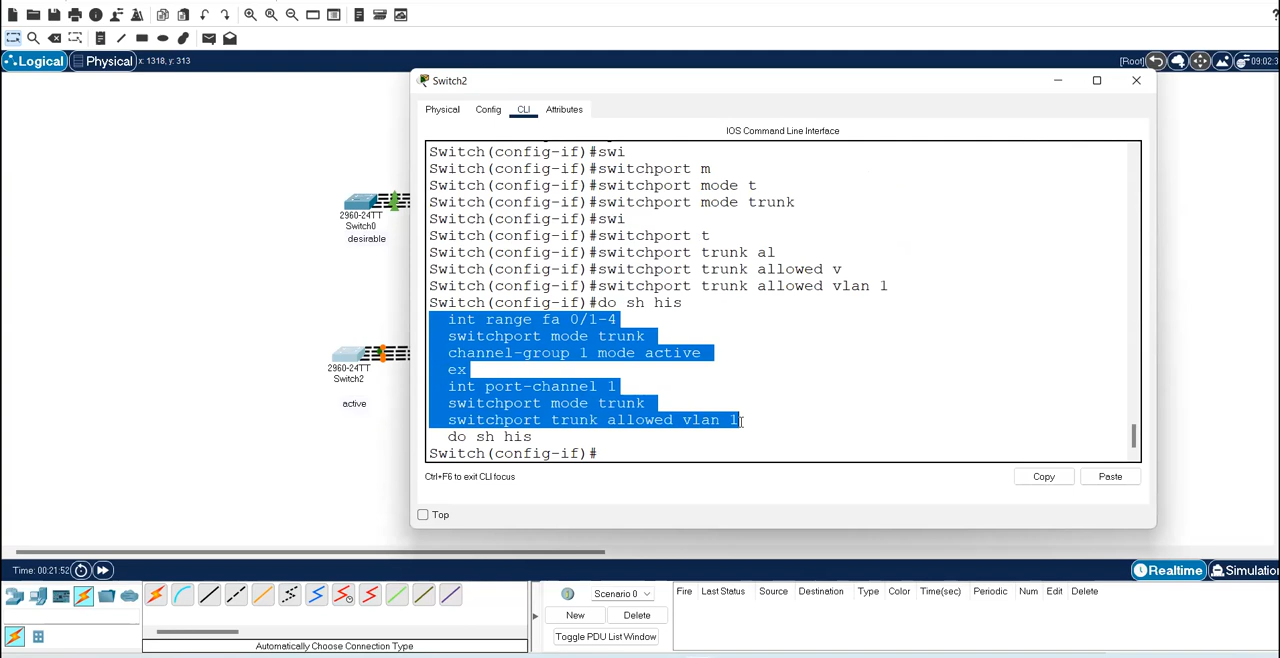 Logical
Physical
x: 1318, y: 313
[Root]
09:02:3
Switch2
Physical
Config
CLI
Attributes
IOS Command Line Interface
Switch(config-if)#swi
Switch(config-if)#switchport m
Switch(config-if)#switchport mode t
Switch(config-if)#switchport mode trunk
Switch(config-if)#swi
Switch(config-if)#switchport t
Switch(config-if)#switchport trunk al
Switch(config-if)#switchport trunk allowed v
Switch(config-if)#switchport trunk allowed vlan 1
Switch(config-if)#do sh his
int range fa 0/1-4
switchport mode trunk
channel-group 1 mode active
ex
int port-channel 1
switchport mode trunk
switchport trunk allowed vlan 1
do sh his
Switch(config-if)#
Ctrl+F6 to exit CLI focus
Copy
Paste
Top
2960-24TT
Switch0
desirable
2960-24TT
Switch2
active
Time: 00:21:52
Realtime
Simulation
Automatically Choose Connection Type
Scenario 0
New
Delete
Toggle PDU List Window
Fire
Last Status
Source
Destination
Type
Color
Time(sec)
Periodic
Num
Edit
Delete